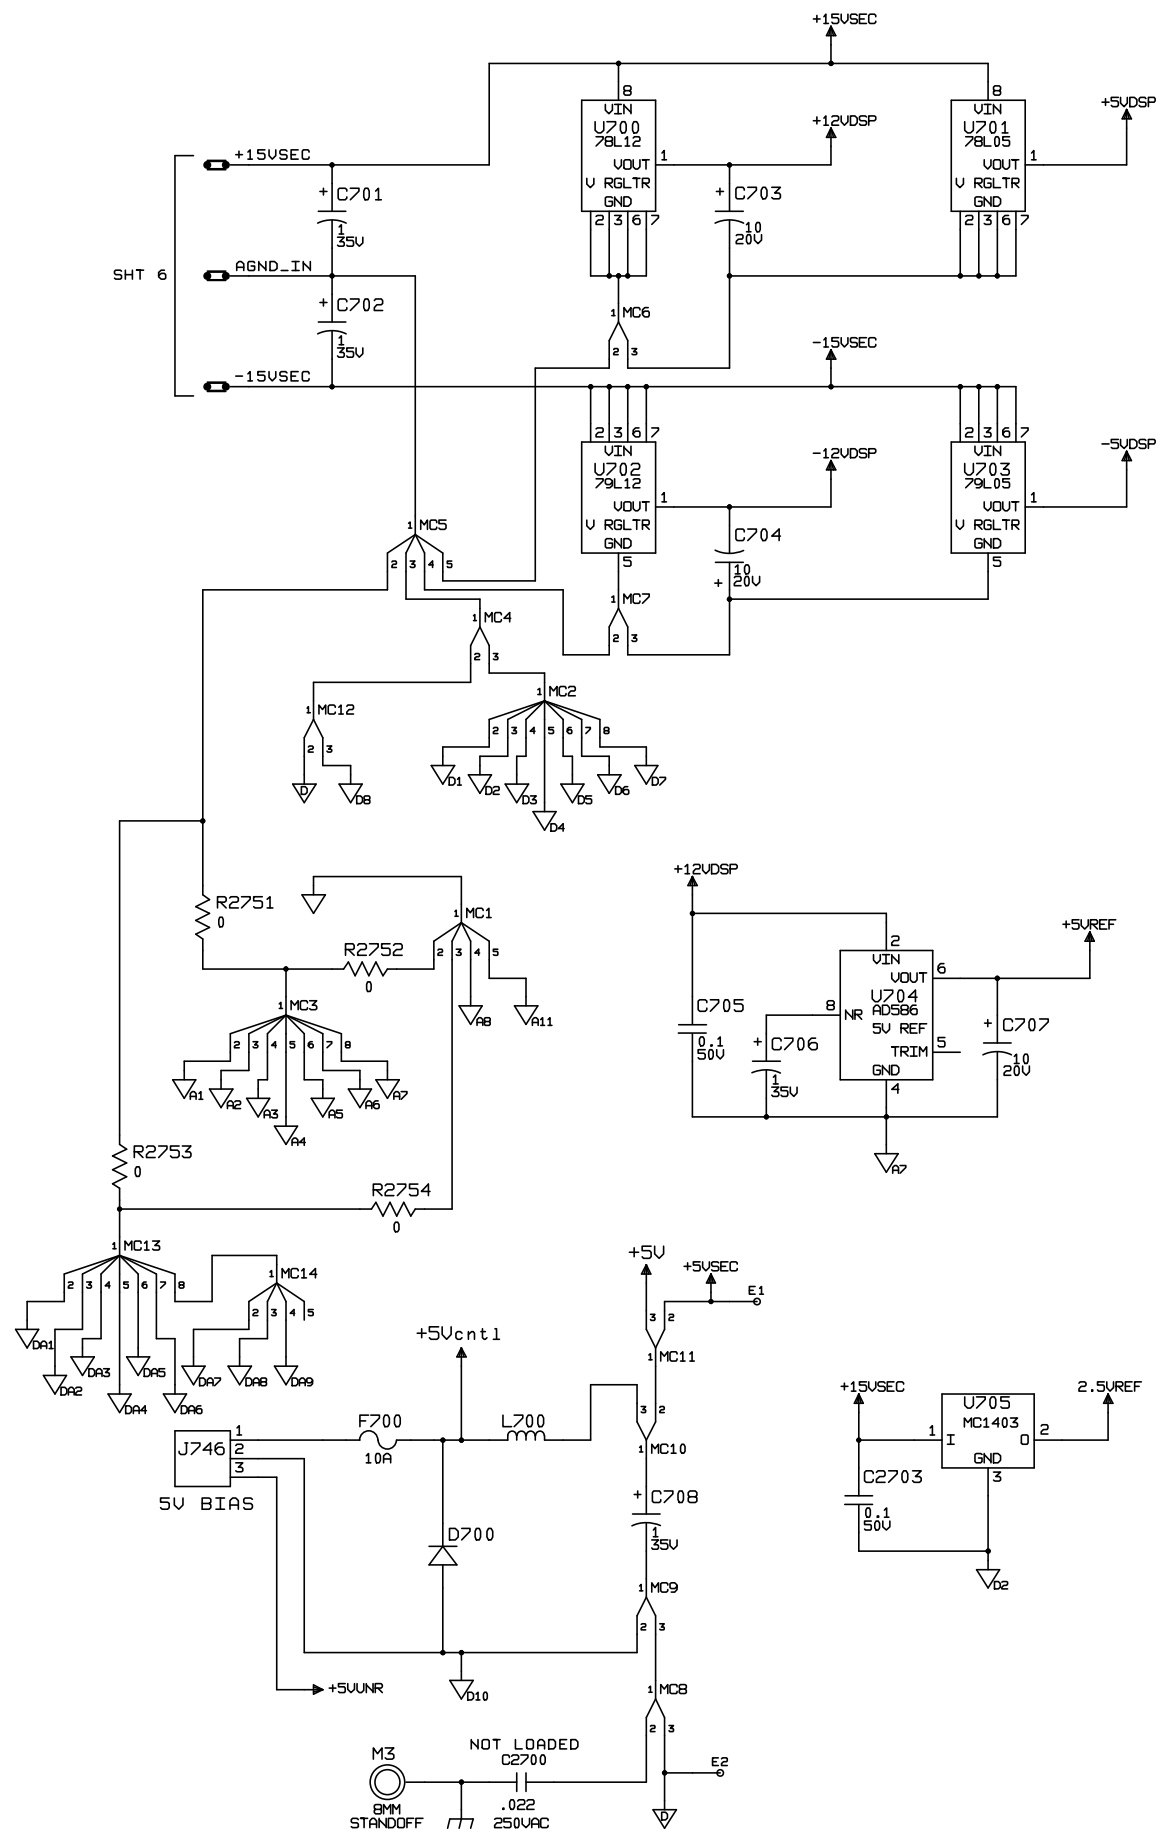 +15VSEC
8
VIN
U700
78L12
VOUT
1
V RGLTR
GND
2 3 6 7
+12VDSP
8
VIN
U701
78L05
VOUT
1
V RGLTR
GND
2 3 6 7
+5VDSP
+15VSEC
+
C701
1
35V
+
C703
10
20V
SHT 6
AGND_IN
+
C702
1
35V
1 MC6
2 3
-15VSEC
-15VSEC
2 3 6 7
VIN
U702
79L12
VOUT
1
V RGLTR
GND
5
-12VDSP
2 3 6 7
VIN
U703
79L05
VOUT
1
V RGLTR
GND
5
-5VDSP
C704
10
+ 20V
1 MC5
2 3 4 5
1 MC7
2 3
1 MC4
2 3
1 MC12
2 3
D
D8
1 MC2
2 3 4 5 6 7 8
D1
D2
D3
D4
D5
D6
D7
R2751
0
1 MC1
2 3 4 5
R2752
0
A8
A11
1 MC3
2 3 4 5 6 7 8
A1
A2
A3
A4
A5
A6
A7
+12VDSP
2
VIN
VOUT
6
U704
AD586
5V REF
8
NR
TRIM
5
GND
4
+5VREF
C705
0.1
50V
+
C706
1
35V
+
C707
10
20V
A7
R2753
0
R2754
0
1 MC13
2 3 4 5 6 7 8
DA1
DA2
DA3
DA4
DA5
DA6
1 MC14
2 3 4 5
DA7
DA8
DA9
+5V
+5VSEC
E1
3 2
1 MC11
+5Vcntl
F700
10A
L700
3 2
1 MC10
J746
1
2
3
5V BIAS
+
C708
1
35V
D700
1 MC9
2 3
D10
+5VUNR
1 MC8
2 3
+15VSEC
U705
MC1403
1
I
O
2
GND
3
2.5VREF
C2703
0.1
50V
D2
M3
8MM
STANDOFF
NOT LOADED
C2700
.022
250VAC
E2
D